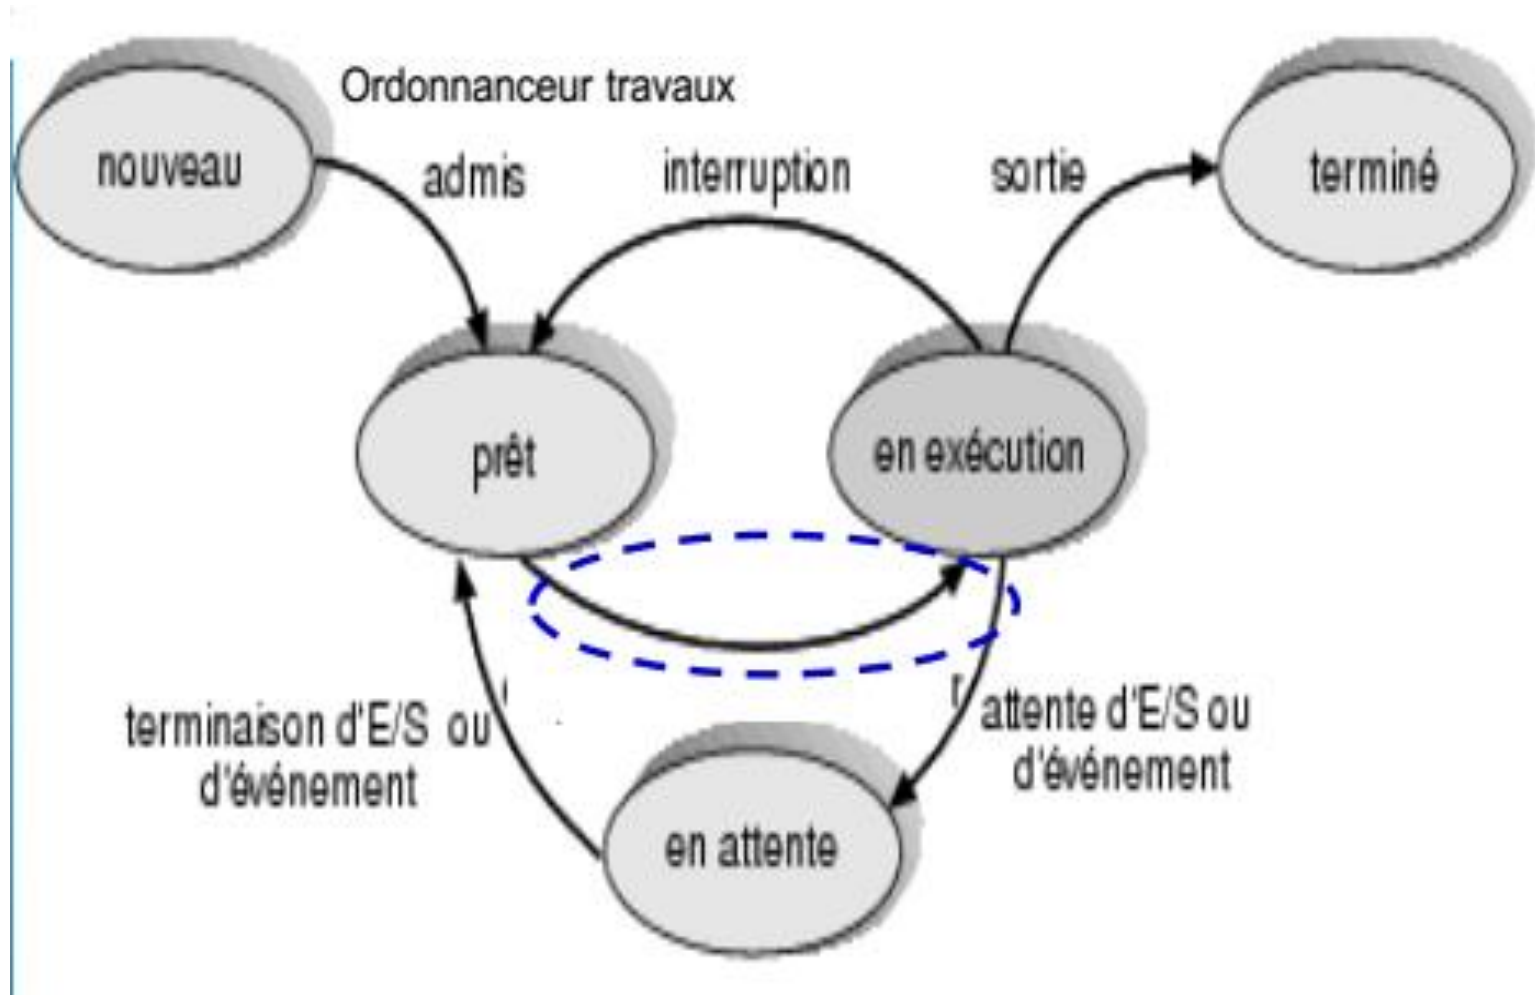 Ordonnanceur travaux
nouveau
admis
interruption
sortie
terminé
prêt
en exécution
terminaison d'E/S ou
d'événement
attente d'E/S ou
d'événement
en attente